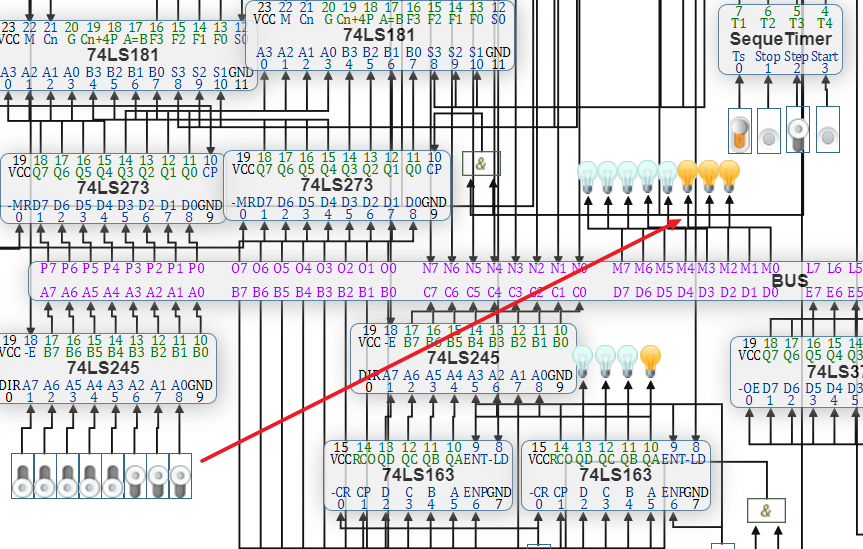 23 22 21 20 19 18 17 16 15 14 13 12
VCC M Cn G Cn+4 P A=B F3 F2 F1 F0 S0
74LS181
A3 A2 A1 A0 B3 B2 B1 B0 S3 S2 S1 GND
0 1 2 3 4 5 6 7 8 9 10 11
23 22 21 20 19 18 17 16 15 14 13 12
VCC M Cn G Cn+4 P A=B F3 F2 F1 F0 S0
74LS181
A3 A2 A1 A0 B3 B2 B1 B0 S3 S2 S1 GND
0 1 2 3 4 5 6 7 8 9 10 11
7 6 5 4
T1 T2 T3 T4
SequeTimer
Ts Stop Step Start
0 1 2 3
19 18 17 16 15 14 13 12 11 10
VCC Q7 Q6 Q5 Q4 Q3 Q2 Q1 Q0 CP
74LS273
-MR D7 D6 D5 D4 D3 D2 D1 D0 GND
0 1 2 3 4 5 6 7 8 9
19 18 17 16 15 14 13 12 11 10
VCC Q7 Q6 Q5 Q4 Q3 Q2 Q1 Q0 CP
74LS273
-MR D7 D6 D5 D4 D3 D2 D1 D0 GND
0 1 2 3 4 5 6 7 8 9
&
P7 P6 P5 P4 P3 P2 P1 P0 O7 O6 O5 O4 O3 O2 O1 O0 N7 N6 N5 N4 N3 N2 N1 N0 M7 M6 M5 M4 M3 M2 M1 M0 L7 L6 L5
BUS
A7 A6 A5 A4 A3 A2 A1 A0 B7 B6 B5 B4 B3 B2 B1 B0 C7 C6 C5 C4 C3 C2 C1 C0 D7 D6 D5 D4 D3 D2 D1 D0 E7 E6 E5
19 18 17 16 15 14 13 12 11 10
VCC -E B7 B6 B5 B4 B3 B2 B1 B0
74LS245
DIR A7 A6 A5 A4 A3 A2 A1 A0 GND
0 1 2 3 4 5 6 7 8 9
19 18 17 16 15 14 13 12 11 10
VCC -E B7 B6 B5 B4 B3 B2 B1 B0
74LS245
DIR A7 A6 A5 A4 A3 A2 A1 A0 GND
0 1 2 3 4 5 6 7 8 9
19 18 17 16 15 14
VCC Q7 Q6 Q5 Q4 Q3
74LS37
-OE D7 D6 D5 D4 D3
0 1 2 3 4 5
15 14 13 12 11 10 9 8
VCC RCO QD QC QB QA ENT -LD
74LS163
-CR CP D C B A ENP GND
0 1 2 3 4 5 6 7
15 14 13 12 11 10 9 8
VCC RCO QD QC QB QA ENT -LD
74LS163
-CR CP D C B A ENP GND
0 1 2 3 4 5 6 7
&